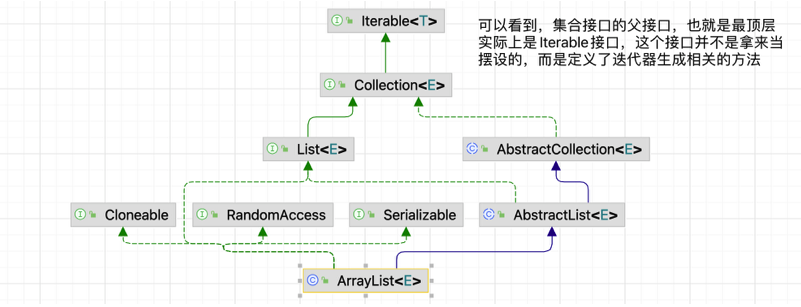 Iterable<T>
可以看到，集合接口的父接口，也就是最顶层
实际上是Iterable接口，这个接口并不是拿来当
摆设的，而是定义了迭代器生成相关的方法
Collection<E>
List<E>
AbstractCollection<E>
Cloneable
RandomAccess
Serializable
AbstractList<E>
ArrayList<E>